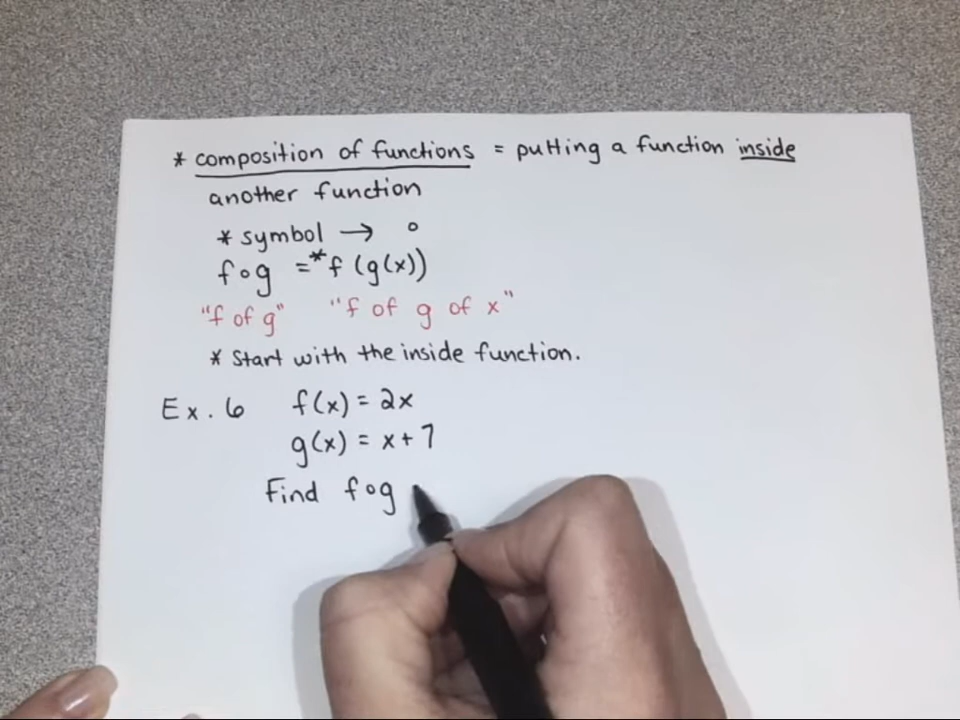 * composition of functions = putting a function inside
another function
* symbol → ∘
f∘g =* f(g(x))
"f of g" "f of g of x"
* Start with the inside function.
Ex. 6 f(x) = 2x
g(x) = x + 7
Find f∘g